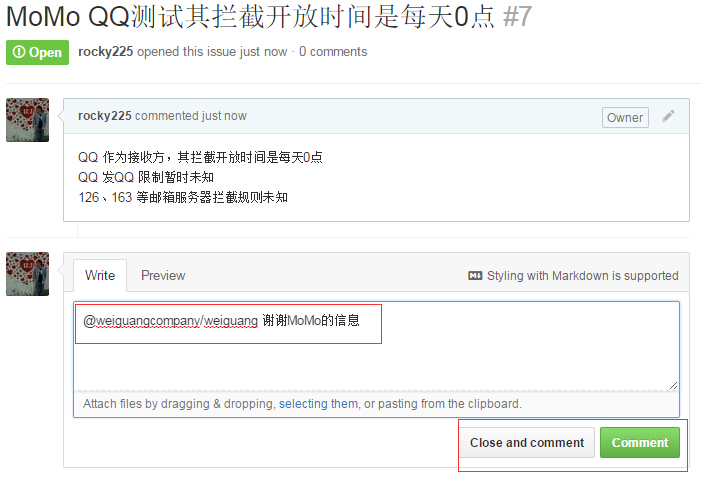 MoMo QQ测试其拦截开放时间是每天0点 #7
Open rocky225 opened this issue just now · 0 comments
rocky225 commented just now Owner
QQ 作为接收方，其拦截开放时间是每天0点
QQ 发QQ 限制暂时未知
126、163 等邮箱服务器拦截规则未知
Write Preview Styling with Markdown is supported
@weiguangcompany/weiguang 谢谢MoMo的信息
Attach files by dragging & dropping, selecting them, or pasting from the clipboard.
Close and comment Comment